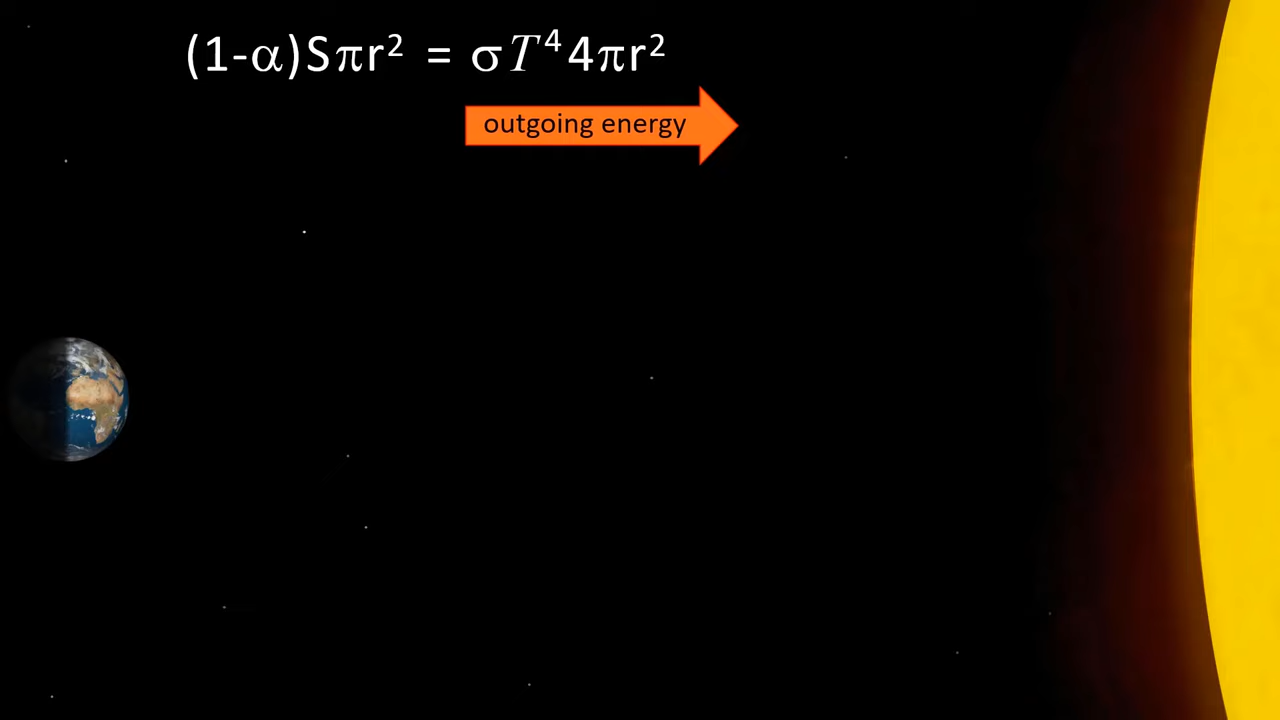 (1-α)Sπr² = σT⁴4πr²
outgoing energy